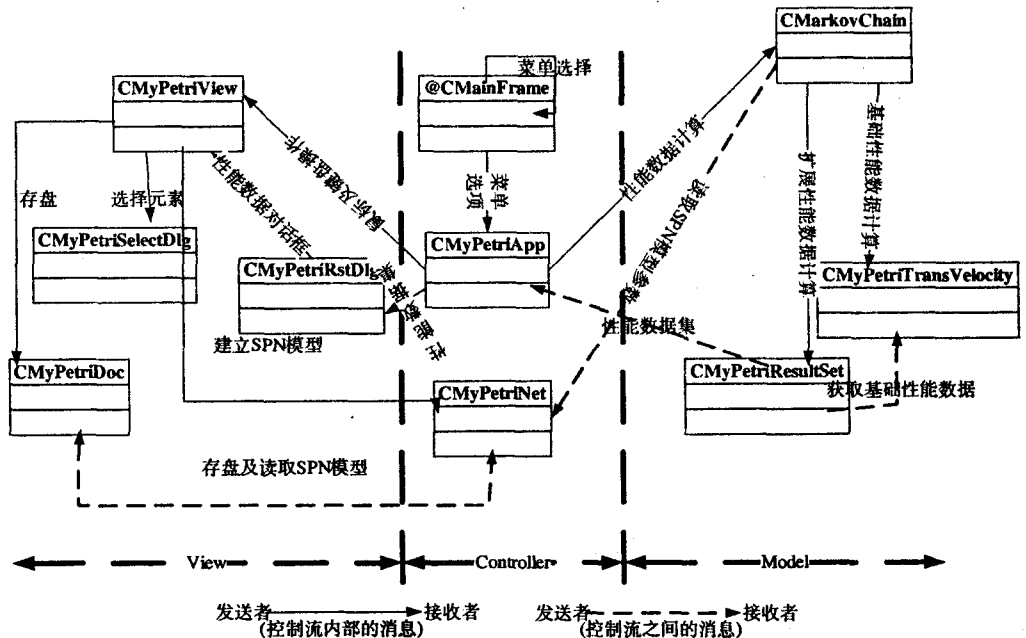 CMarkovChain
菜单选择
CMyPetriView
@CMainFrame
鼠标及键盘操作
性能数据计算
基础性能数据计算
扩展性能数据计算
读取SPN模型参数
性能数据对话框
存盘
选择元素
菜单
选项
CMyPetriSelectDlg
CMyPetriApp
CMyPetriRstDlg
CMyPetriTransVelocity
性能数据集
性能数据集
建立SPN模型
CMyPetriDoc
CMyPetriNet
CMyPetriResultSet
获取基础性能数据
存盘及读取SPN模型
View
Controller
Model
发送者
接收者
(控制流内部的消息)
发送者
接收者
(控制流之间的消息)